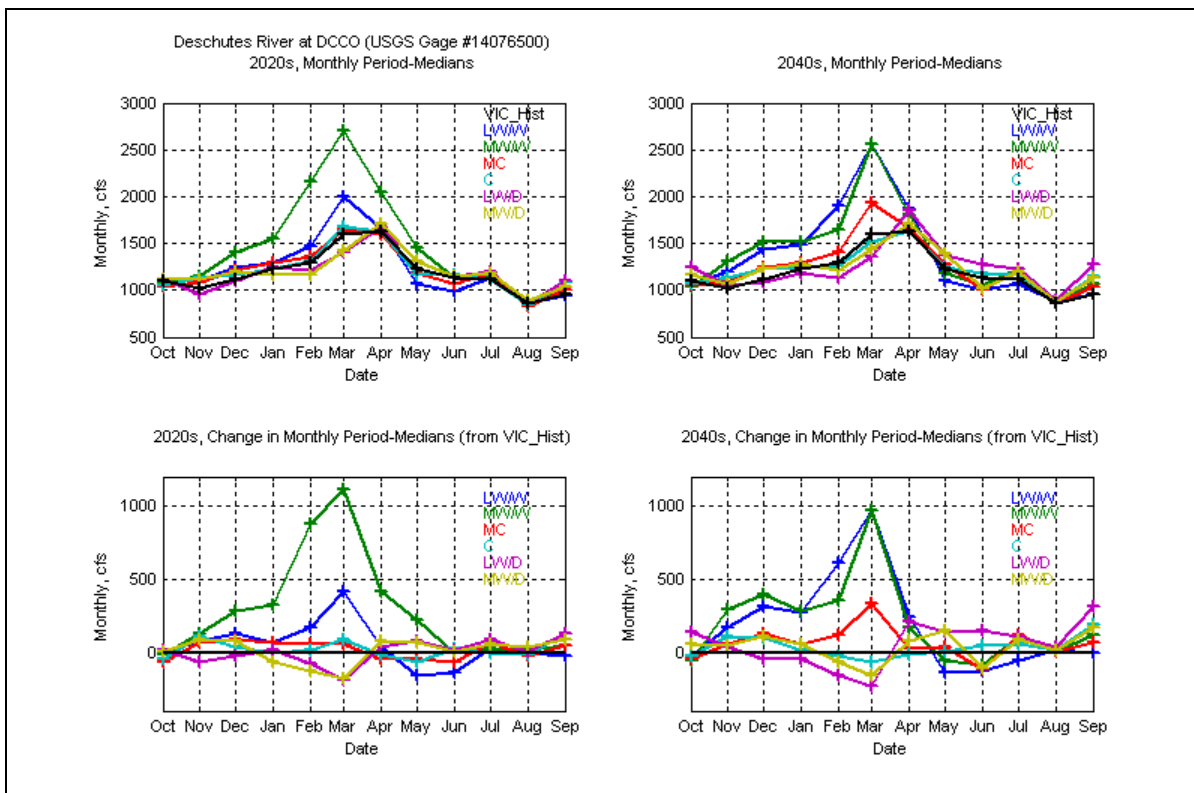 Deschutes River at DCCO (USGS Gage #14076500)
2020s, Monthly Period-Medians
3000
2500
2000
1500
1000
500
Monthly, cfs
VIC_Hist
LW/W
MW/W
MC
C
LW/D
MW/D
Oct Nov Dec Jan Feb Mar Apr May Jun Jul Aug Sep
Date
2040s, Monthly Period-Medians
3000
2500
2000
1500
1000
500
Monthly, cfs
VIC_Hist
LW/W
MW/W
MC
C
LW/D
MW/D
Oct Nov Dec Jan Feb Mar Apr May Jun Jul Aug Sep
Date
2020s, Change in Monthly Period-Medians (from VIC_Hist)
1000
500
0
Monthly, cfs
LW/W
MW/W
MC
C
LW/D
MW/D
Oct Nov Dec Jan Feb Mar Apr May Jun Jul Aug Sep
Date
2040s, Change in Monthly Period-Medians (from VIC_Hist)
1000
500
0
Monthly, cfs
LW/W
MW/W
MC
C
LW/D
MW/D
Oct Nov Dec Jan Feb Mar Apr May Jun Jul Aug Sep
Date